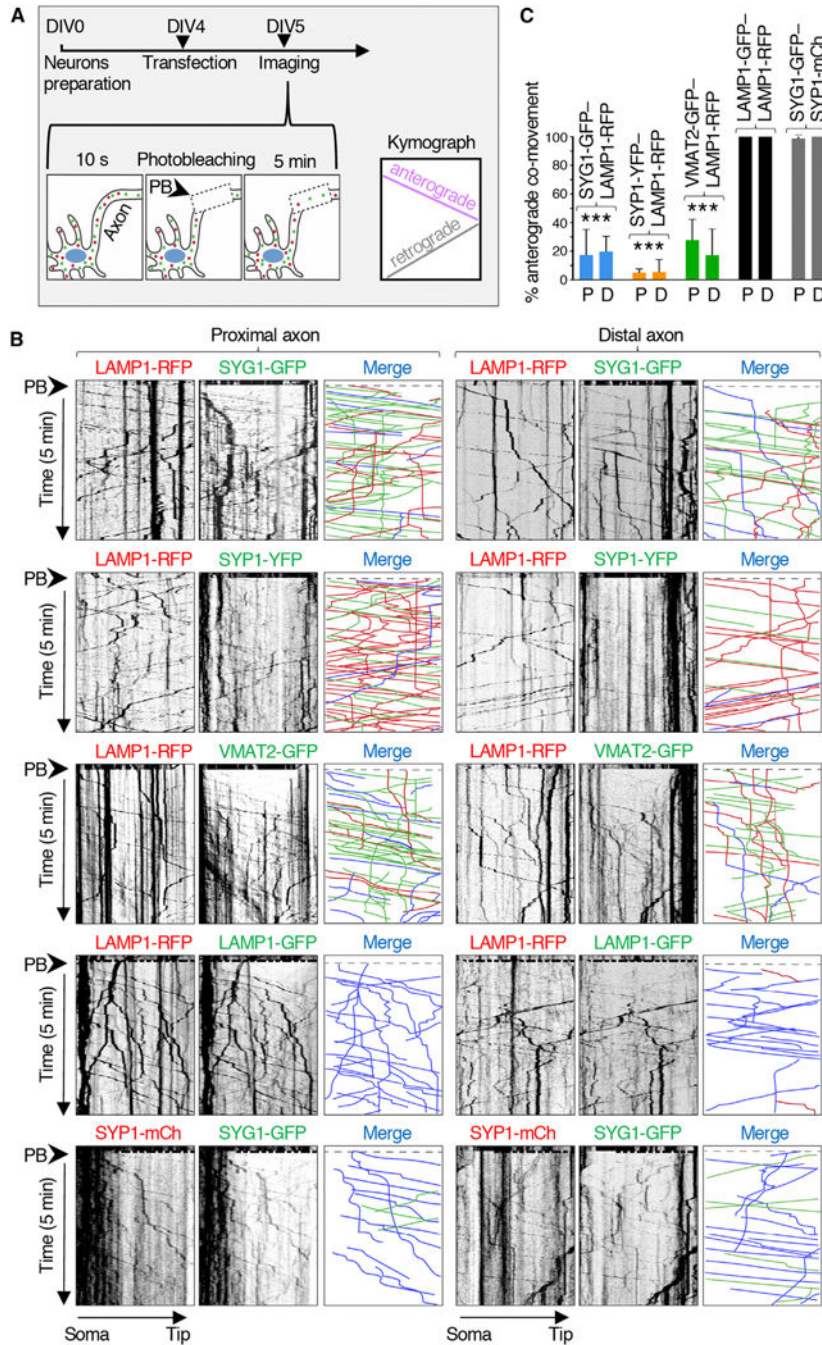 A
DIV0 DIV4 DIV5
Neurons preparation Transfection Imaging
10 s Photobleaching 5 min
PB
Axon
Kymograph
anterograde
retrograde
C
% anterograde co-movement
100
80
60
40
20
0
SYG1-GFP–
LAMP1-RFP
SYP1-YFP–
LAMP1-RFP
VMAT2-GFP–
LAMP1-RFP
LAMP1-GFP–
LAMP1-RFP
SYG1-GFP–
SYP1-mCh
*** *** ***
P D P D P D P D P D
B
Proximal axon Distal axon
LAMP1-RFP SYG1-GFP Merge LAMP1-RFP SYG1-GFP Merge
PB
Time (5 min)
LAMP1-RFP SYP1-YFP Merge LAMP1-RFP SYP1-YFP Merge
PB
Time (5 min)
LAMP1-RFP VMAT2-GFP Merge LAMP1-RFP VMAT2-GFP Merge
PB
Time (5 min)
LAMP1-RFP LAMP1-GFP Merge LAMP1-RFP LAMP1-GFP Merge
PB
Time (5 min)
SYP1-mCh SYG1-GFP Merge SYP1-mCh SYG1-GFP Merge
PB
Time (5 min)
Soma Tip Soma Tip